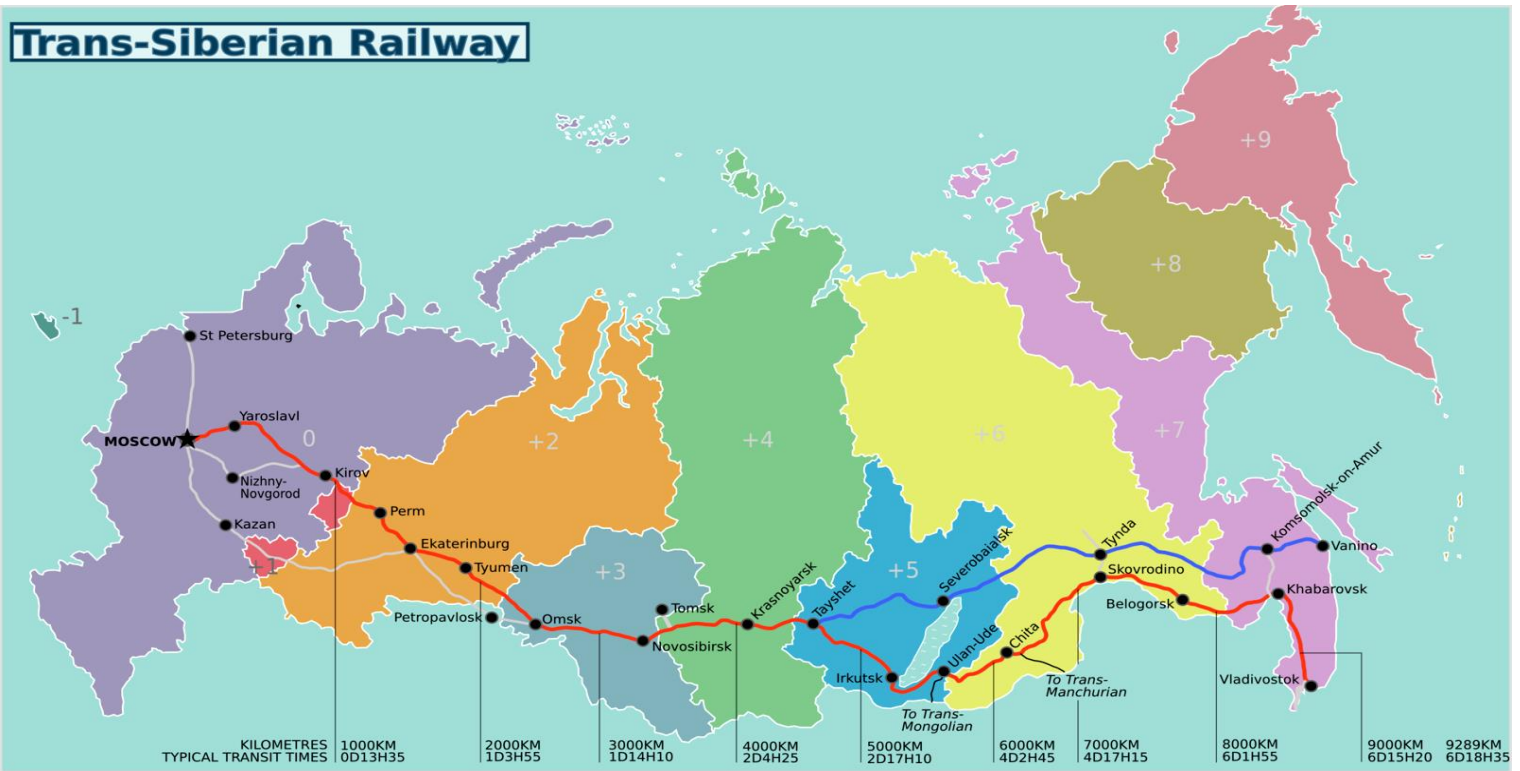 Trans-Siberian Railway
+9
+8
-1
St Petersburg
Yaroslavl
MOSCOW
0
+2
+4
+6
+7
Kirov
Nizhny-
Novgorod
Komsomolsk-on-Amur
Perm
Kazan
Ekaterinburg
Tynda
Vanino
Severobaialsk
+1
Tyumen
+3
+5
Skovrodino
Khabarovsk
Krasnoyarsk
Tayshet
Belogorsk
Petropavlosk
Omsk
Tomsk
Novosibirsk
Ulan-Ude
Chita
Irkutsk
Vladivostok
To Trans-
Manchurian
To Trans-
Mongolian
KILOMETRES 1000KM 2000KM 3000KM 4000KM 5000KM 6000KM 7000KM 8000KM 9000KM 9289KM
TYPICAL TRANSIT TIMES 0D13H35 1D3H55 1D14H10 2D4H25 2D17H10 4D2H45 4D17H15 6D1H55 6D15H20 6D18H35